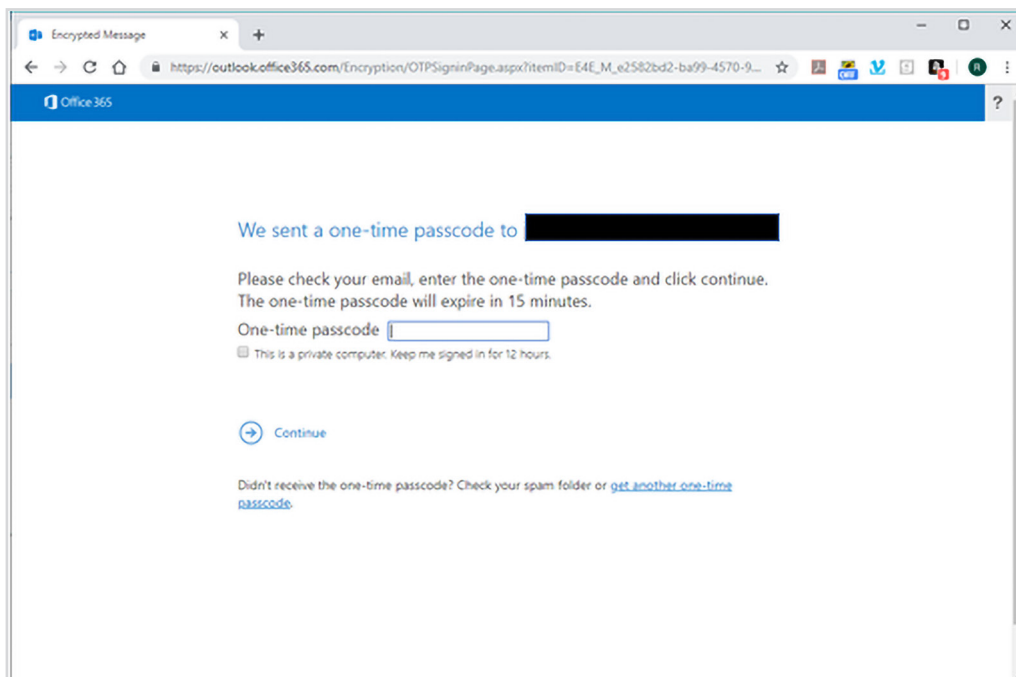 Encrypted Message
https://outlook.office365.com/Encryption/OTPSigninPage.aspx?itemID=E4E_M_e2582bd2-ba99-4570-9...
OFF
9
R
Office 365
?
We sent a one-time passcode to
Please check your email, enter the one-time passcode and click continue.
The one-time passcode will expire in 15 minutes.
One-time passcode
This is a private computer. Keep me signed in for 12 hours.
Continue
Didn't receive the one-time passcode? Check your spam folder or get another one-time
passcode.